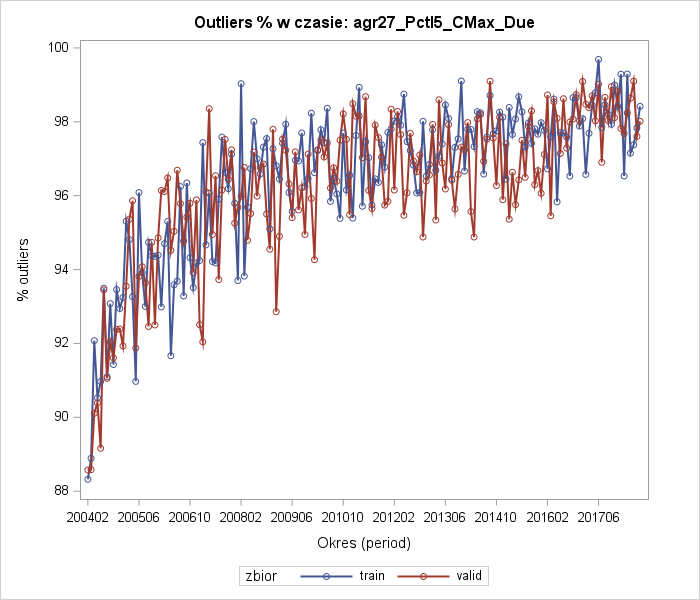 Outliers % w czasie: agr27_Pctl5_CMax_Due
100
98
96
94
92
90
88
% outliers
200402 200506 200610 200802 200906 201010 201202 201306 201410 201602 201706
Okres (period)
zbior train valid